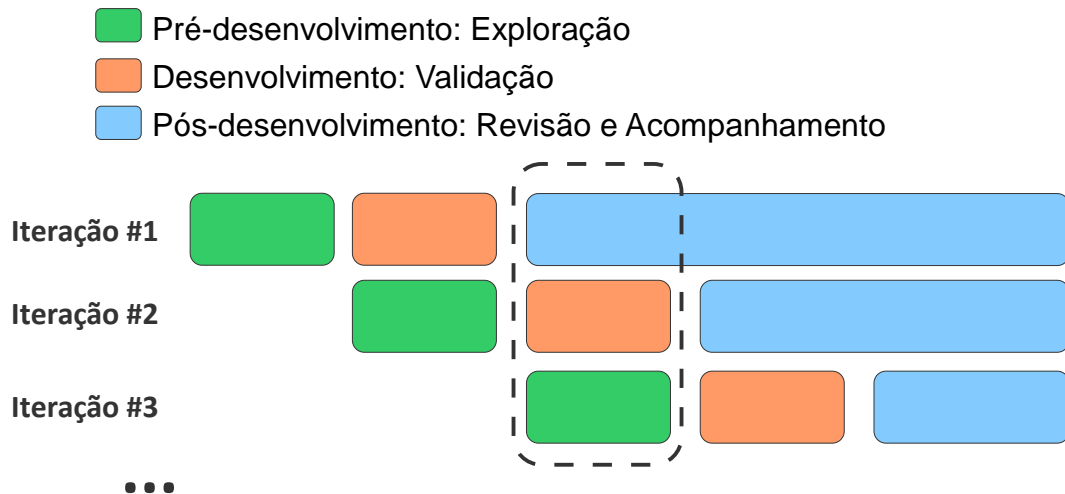 Pré-desenvolvimento: Exploração
Desenvolvimento: Validação
Pós-desenvolvimento: Revisão e Acompanhamento
Iteração #1
Iteração #2
Iteração #3
...